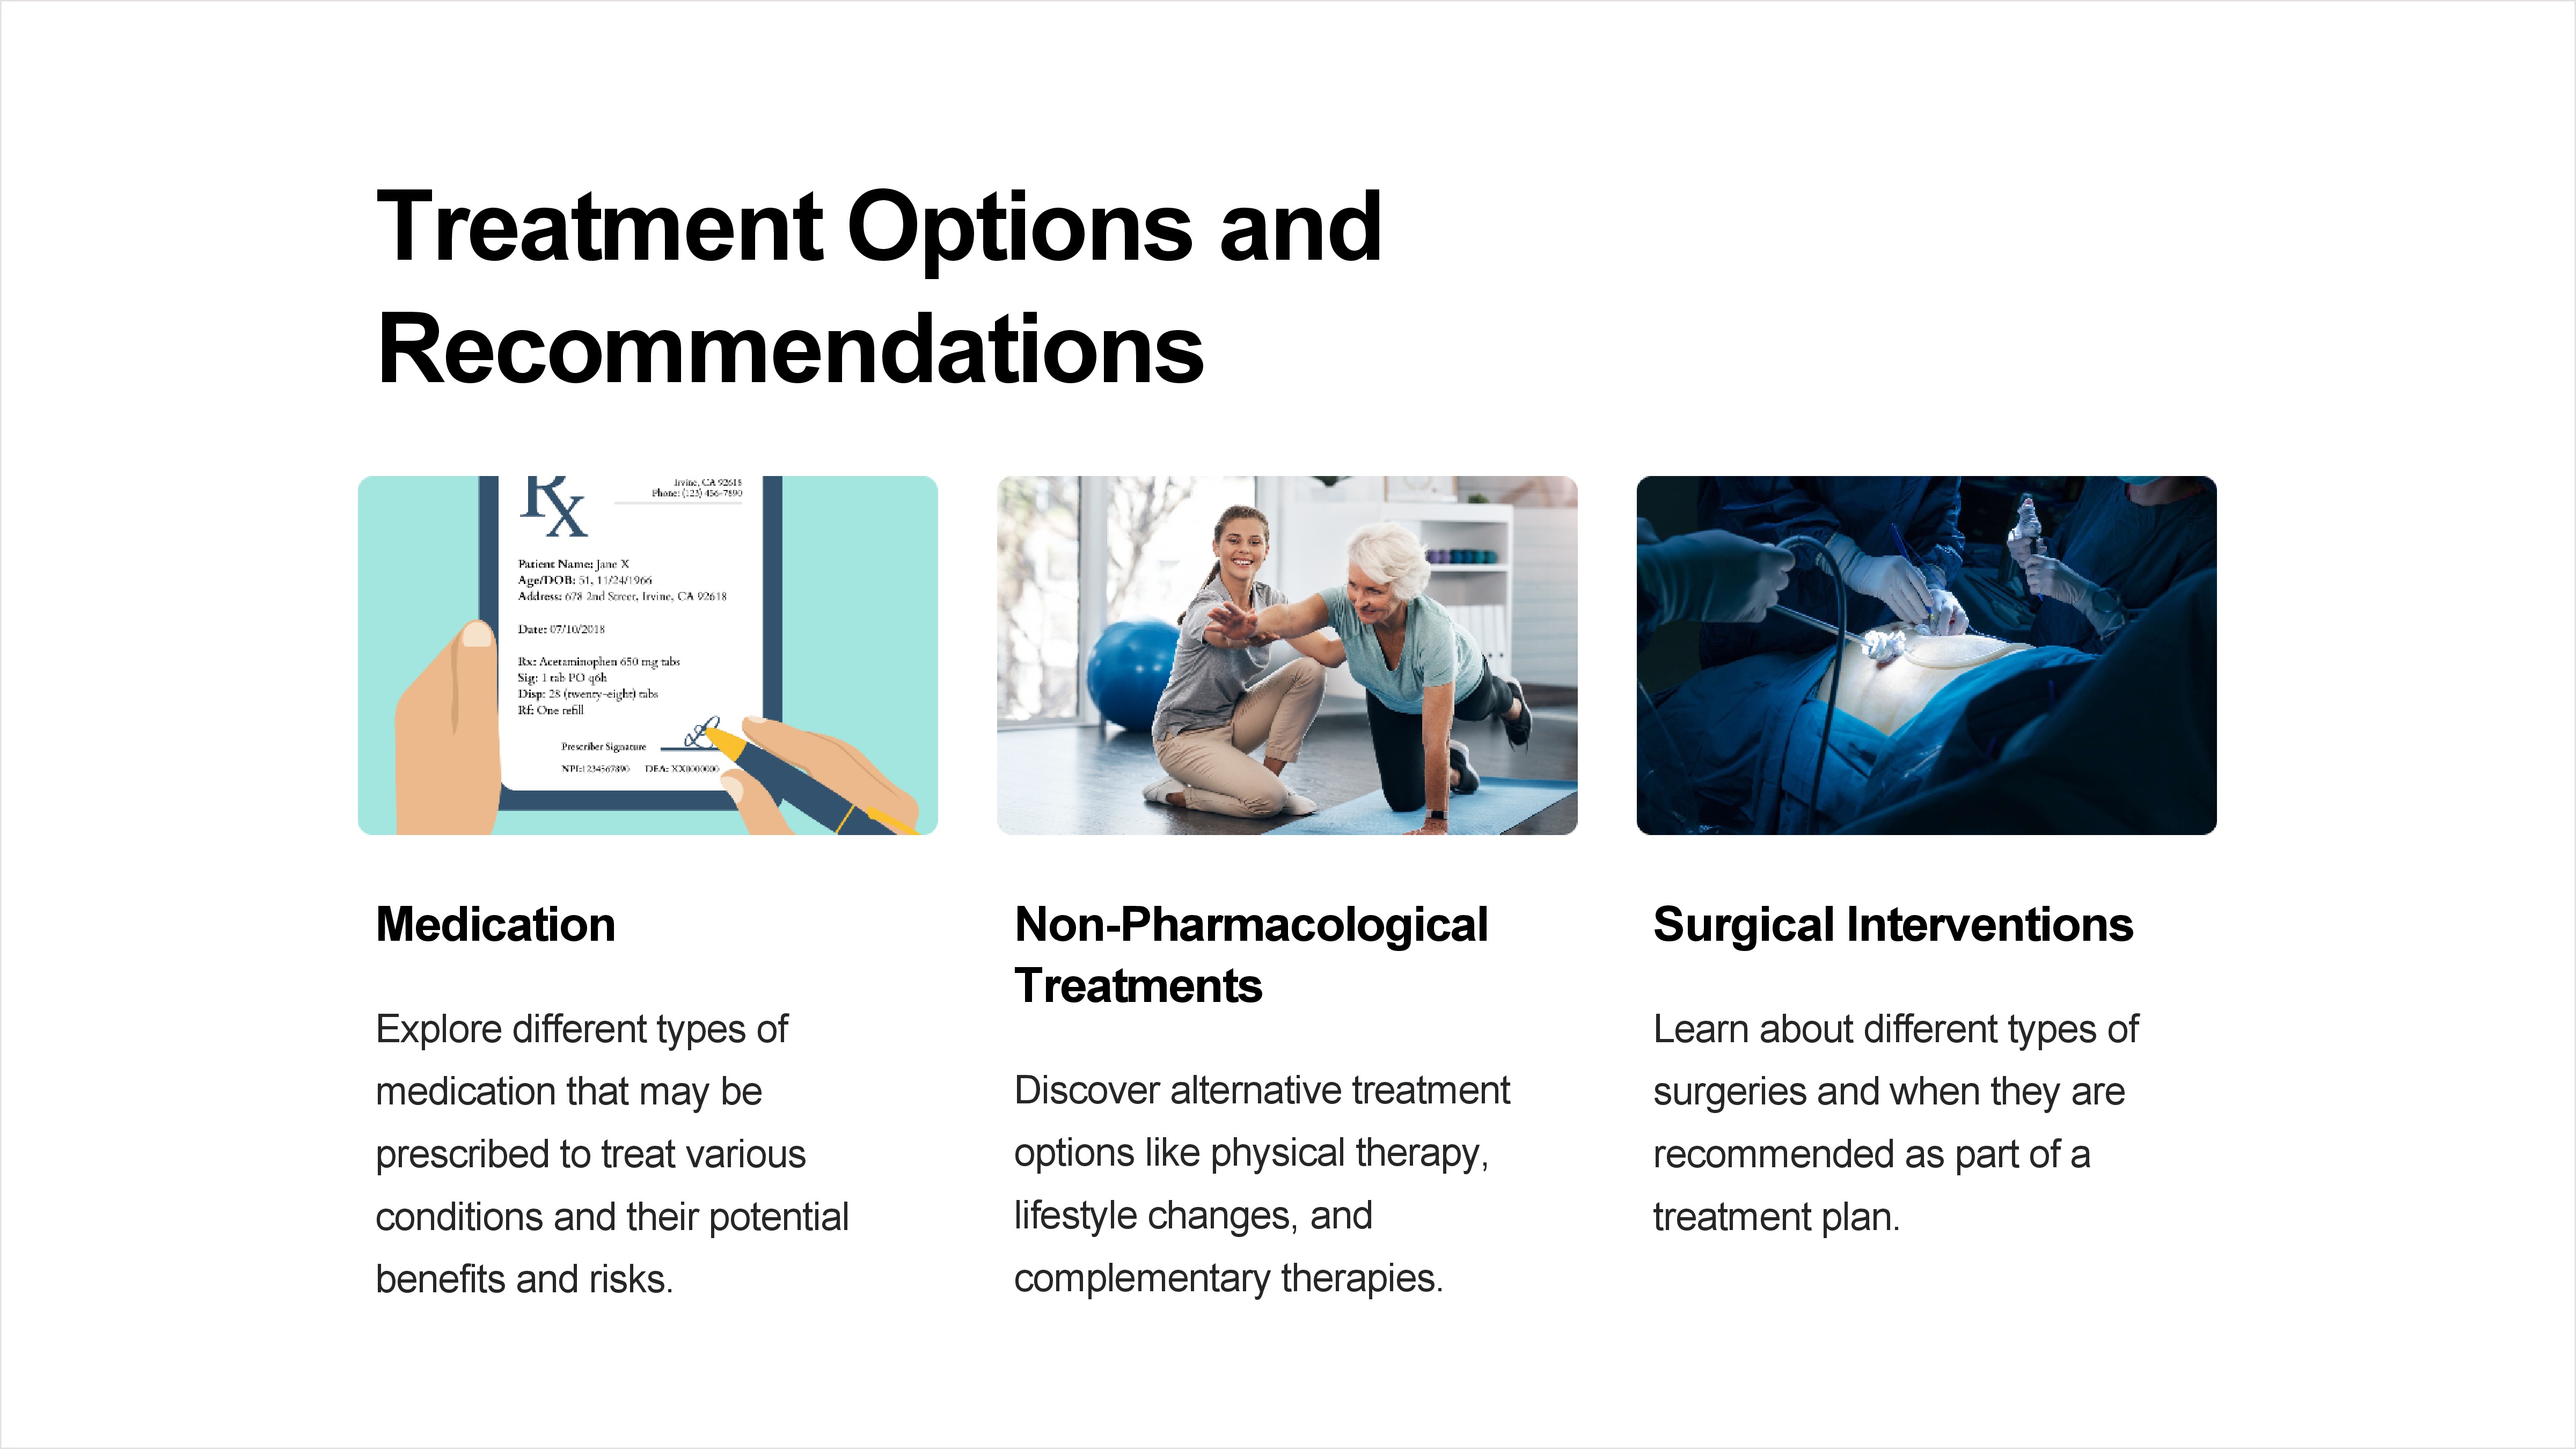 Treatment Options and
Recommendations
Rx
Irvine, CA 92618
Phone: (123) 456-7890
Patient Name: Jane X
Age/DOB: 51, 11/24/1966
Address: 678 2nd Street, Irvine, CA 92618
Date: 07/10/2018
Rx: Acetaminophen 650 mg tabs
Sig: 1 tab PO q6h
Disp: 28 (twenty-eight) tabs
Rf: One refill
Prescriber Signature
NPI:1234567890 DEA: XX0000000
Medication
Explore different types of
medication that may be
prescribed to treat various
conditions and their potential
benefits and risks.
Non-Pharmacological
Treatments
Discover alternative treatment
options like physical therapy,
lifestyle changes, and
complementary therapies.
Surgical Interventions
Learn about different types of
surgeries and when they are
recommended as part of a
treatment plan.